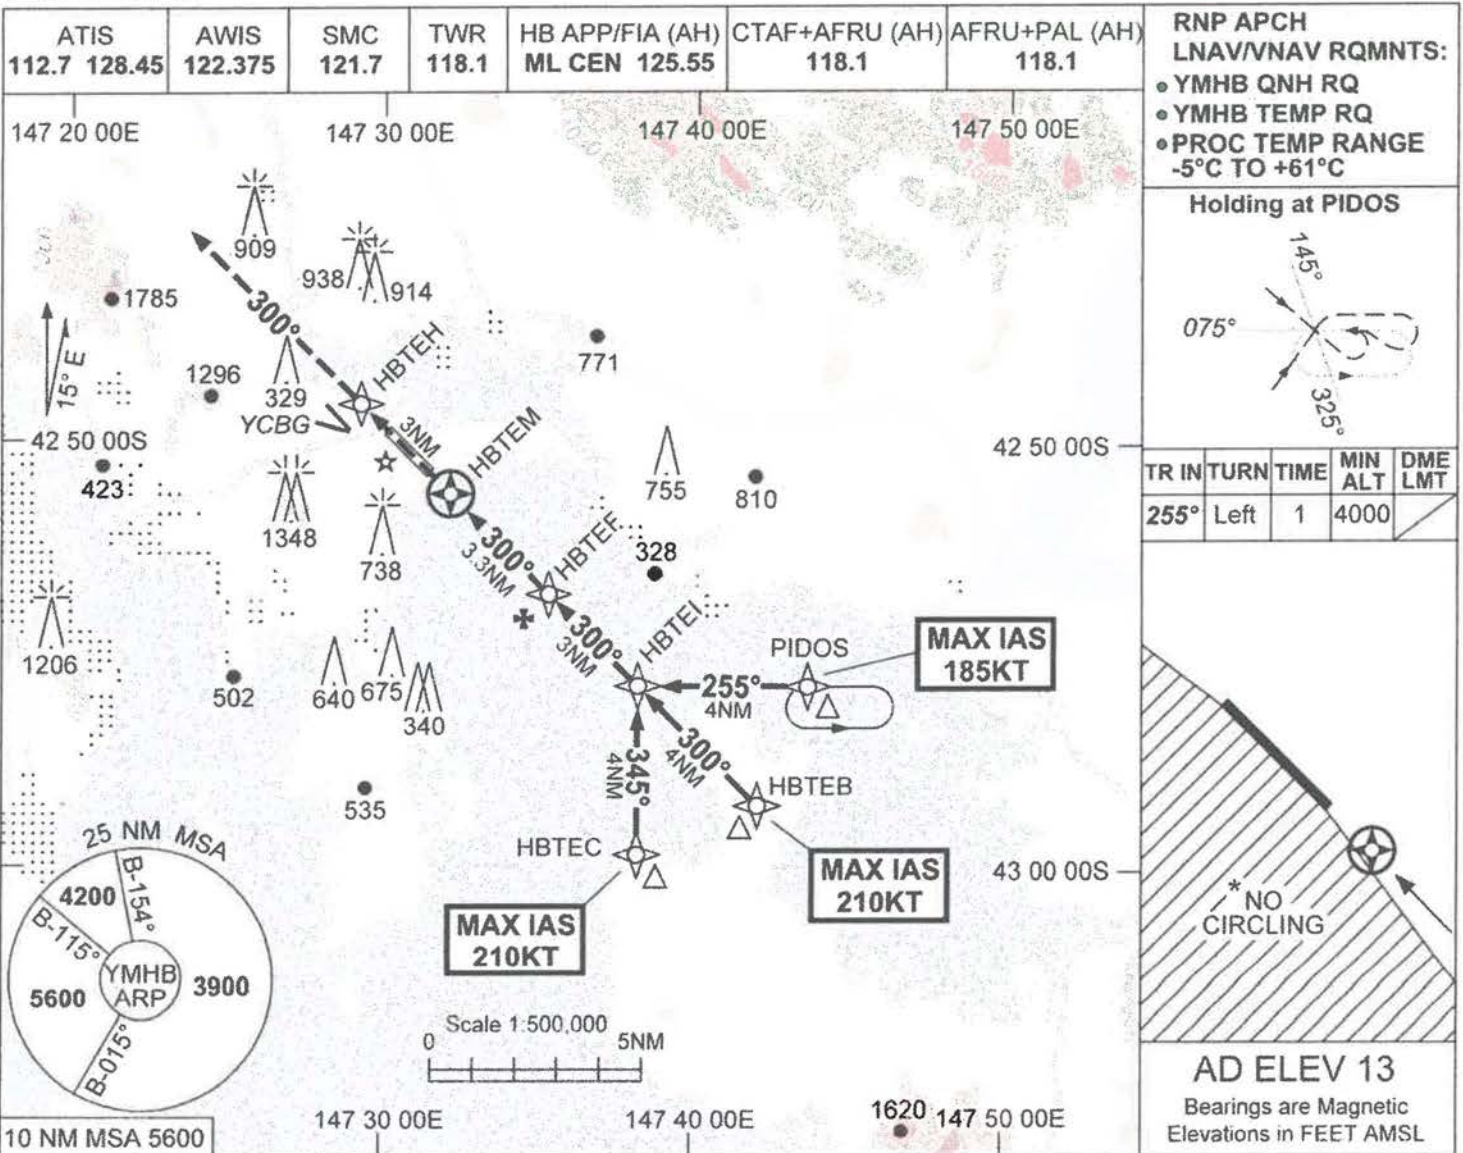 ATIS
112.7 128.45
AWIS
122.375
SMC
121.7
TWR
118.1
HB APP/FIA (AH)
ML CEN 125.55
CTAF+AFRU (AH)
118.1
AFRU+PAL (AH)
118.1
RNP APCH
LNAV/VNAV RQMNTS:
• YMHB QNH RQ
• YMHB TEMP RQ
• PROC TEMP RANGE
-5°C TO +61°C
147 20 00E
147 30 00E
147 40 00E
147 50 00E
Holding at PIDOS
145°
075°
325°
TR IN
TURN
TIME
MIN
ALT
DME
LMT
255°
Left
1
4000
909
938
914
1785
300°
HBTEH
771
15° E
1296
329
YCBG
3NM
HBTEM
42 50 00S
42 50 00S
423
755
810
1348
738
300°
3.3NM
HBTEF
328
1206
300°
3NM
HBTEI
PIDOS
MAX IAS
185KT
502
640
675
340
255°
4NM
300°
4NM
345°
4NM
HBTEB
535
HBTEC
MAX IAS
210KT
43 00 00S
MAX IAS
210KT
25 NM MSA
4200
B-154°
B-115°
YMHB
ARP
5600
3900
B-015°
Scale 1:500,000
0
5NM
*NO
CIRCLING
AD ELEV 13
Bearings are Magnetic
Elevations in FEET AMSL
10 NM MSA 5600
147 30 00E
147 40 00E
1620
147 50 00E